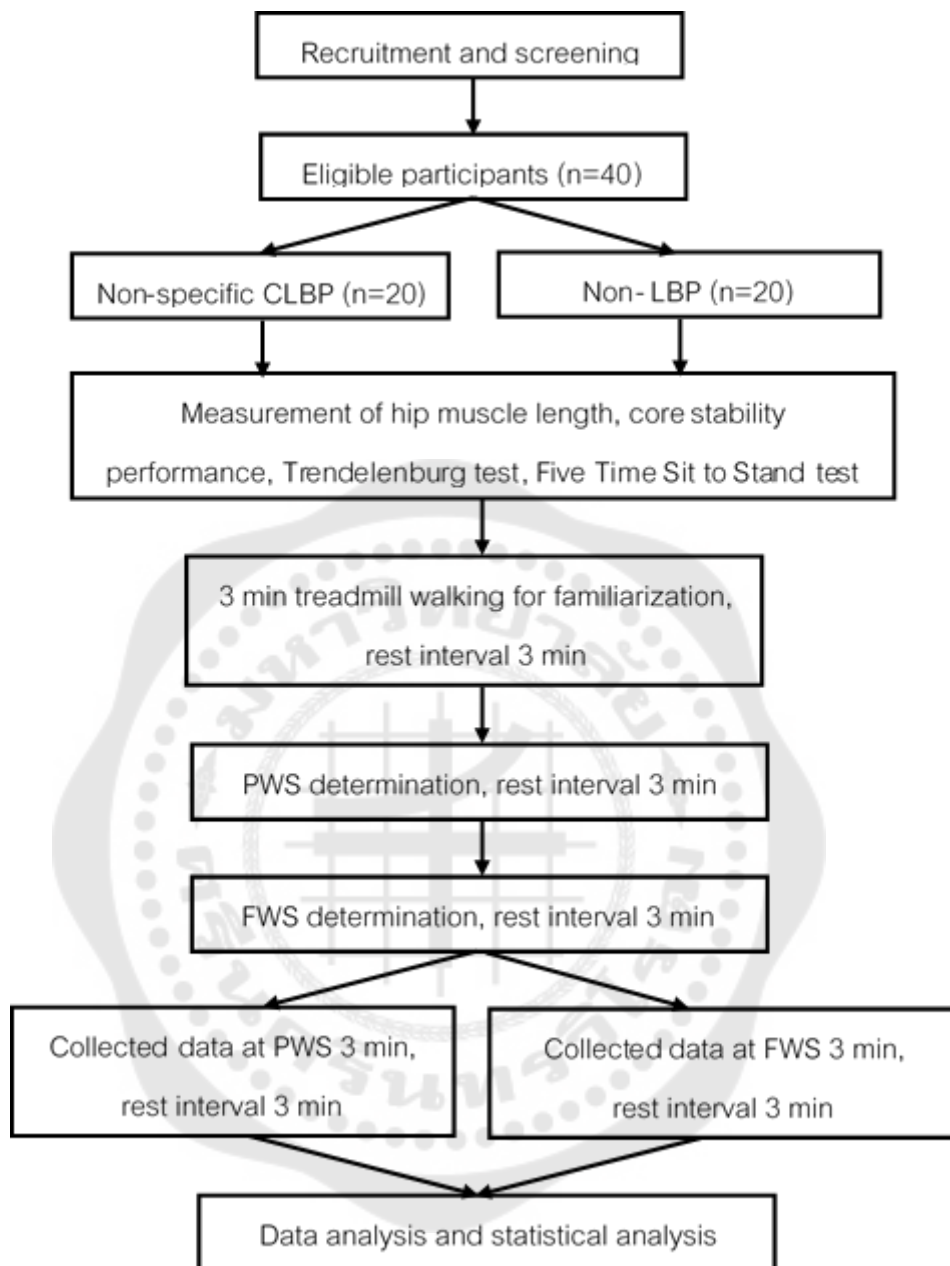 Recruitment and screening
Eligible participants (n=40)
Non-specific CLBP (n=20)
Non-LBP (n=20)
Measurement of hip muscle length, core stability
performance, Trendelenburg test, Five Time Sit to Stand test
3 min treadmill walking for familiarization,
rest interval 3 min
PWS determination, rest interval 3 min
FWS determination, rest interval 3 min
Collected data at PWS 3 min,
rest interval 3 min
Collected data at FWS 3 min,
rest interval 3 min
Data analysis and statistical analysis